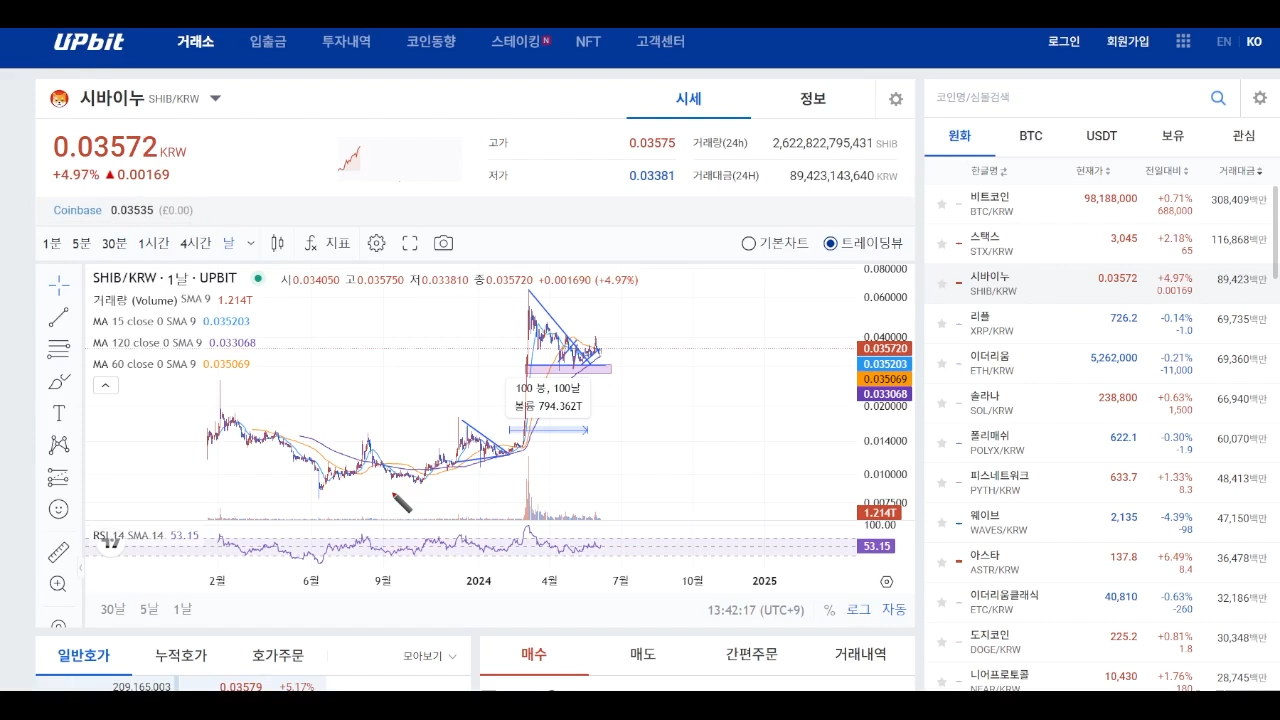 UPbit 거래소 입출금 투자내역 코인동향 스테이킹 N NFT 고객센터 로그인 회원가입 EN KO
시바이누 SHIB/KRW 시세 정보
0.03572 KRW
+4.97% ▲ 0.00169
고가 0.03575 거래량(24h) 2,622,822,795,431 SHIB
저가 0.03381 거래대금(24H) 89,423,143,640 KRW
Coinbase 0.03535 (£0.00)
1분 5분 30분 1시간 4시간 날 지표 기본차트 트레이딩뷰
SHIB/KRW · 1날 · UPBIT 시0.034050 고0.035750 저0.033810 종0.035720 +0.001690 (+4.97%)
거래량 (Volume) SMA 9 1.214T
MA 15 close 0 SMA 9 0.035203
MA 120 close 0 SMA 9 0.033068
MA 60 close 0 SMA 9 0.035069
100 봉, 100날
볼륨 794.362T
0.080000
0.060000
0.040000
0.035720
0.035203
0.035069
0.033068
0.020000
0.014000
0.010000
0.007500
1.214T
100.00
RSI 14 SMA 14 53.15
53.15
2월 6월 9월 2024 4월 7월 10월 2025
30날 5날 1날 13:42:17 (UTC+9) % 로그 자동
일반호가 누적호가 호가주문 모아보기
209,165,003 0.03579 +5.17%
매수 매도 간편주문 거래내역
코인명/심볼검색
원화 BTC USDT 보유 관심
한글명 현재가 전일대비 거래대금
비트코인 98,188,000 +0.71% 308,409백만
BTC/KRW 688,000
스택스 3,045 +2.18% 116,868백만
STX/KRW 65
시바이누 0.03572 +4.97% 89,423백만
SHIB/KRW 0.00169
리플 726.2 -0.14% 69,735백만
XRP/KRW -1.0
이더리움 5,262,000 -0.21% 69,360백만
ETH/KRW -11,000
솔라나 238,800 +0.63% 66,940백만
SOL/KRW 1,500
폴리매쉬 622.1 -0.30% 60,070백만
POLYX/KRW -1.9
피스네트워크 633.7 +1.33% 48,413백만
PYTH/KRW 8.3
웨이브 2,135 -4.39% 47,150백만
WAVES/KRW -98
아스타 137.8 +6.49% 36,478백만
ASTR/KRW 8.4
이더리움클래식 40,810 -0.63% 32,186백만
ETC/KRW -260
도지코인 225.2 +0.81% 30,348백만
DOGE/KRW 1.8
니어프로토콜 10,430 +1.76% 28,745백만
NEAR/KRW 180